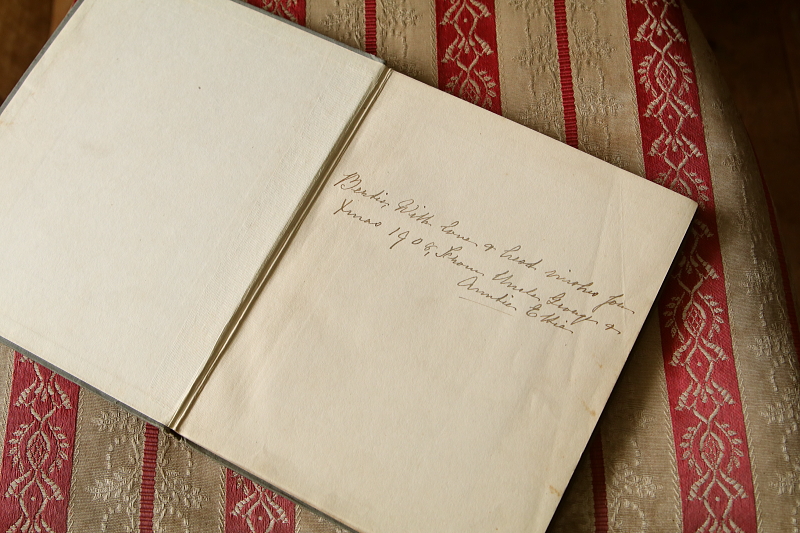 Bertie, With love & best wishes for
Xmas 1908, From Uncle George &
Auntie Ethie